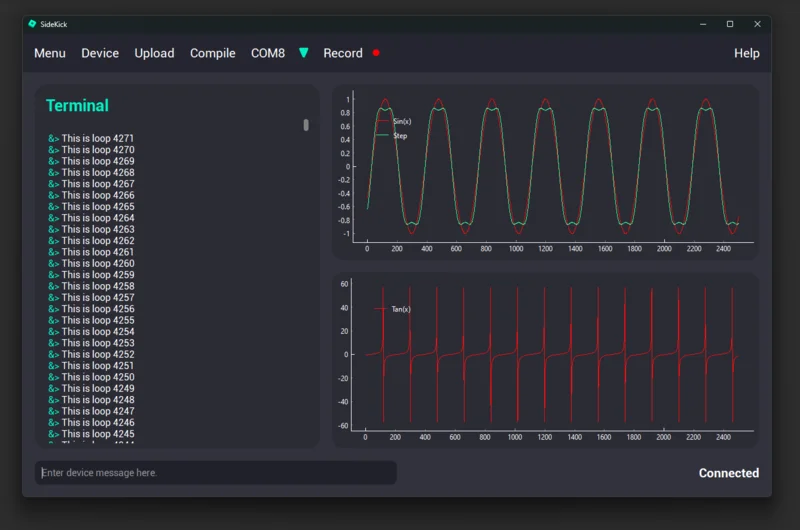 SideKick
Menu Device Upload Compile COM8 Record Help
Terminal
&> This is loop 4271
&> This is loop 4270
&> This is loop 4269
&> This is loop 4268
&> This is loop 4267
&> This is loop 4266
&> This is loop 4265
&> This is loop 4264
&> This is loop 4263
&> This is loop 4262
&> This is loop 4261
&> This is loop 4260
&> This is loop 4259
&> This is loop 4258
&> This is loop 4257
&> This is loop 4256
&> This is loop 4255
&> This is loop 4254
&> This is loop 4253
&> This is loop 4252
&> This is loop 4251
&> This is loop 4250
&> This is loop 4249
&> This is loop 4248
&> This is loop 4247
&> This is loop 4246
&> This is loop 4245
&> This is loop 4244
Enter device message here.
1
0.8
0.6
0.4
0.2
0
-0.2
-0.4
-0.6
-0.8
-1
Sin(x)
Step
0 200 400 600 800 1000 1200 1400 1600 1800 2000 2200 2400
60
40
20
0
-20
-40
-60
Tan(x)
0 200 400 600 800 1000 1200 1400 1600 1800 2000 2200 2400
Connected